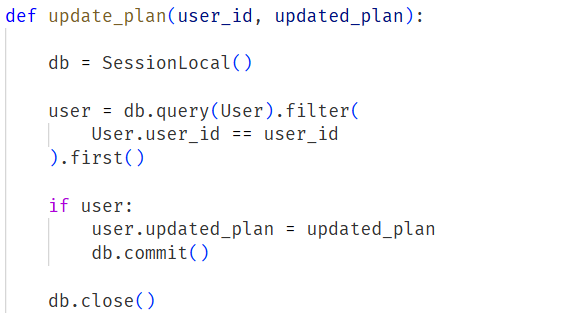 def update_plan(user_id, updated_plan):
    db = SessionLocal()
    user = db.query(User).filter(
        User.user_id == user_id
    ).first()
    if user:
        user.updated_plan = updated_plan
        db.commit()
    db.close()